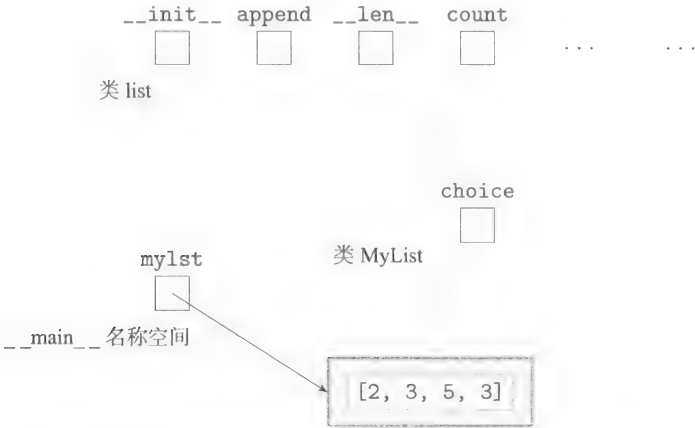 __init__ append __len__ count
... ...
类 list
choice
类 MyList
mylst
__main__ 名称空间
[2, 3, 5, 3]